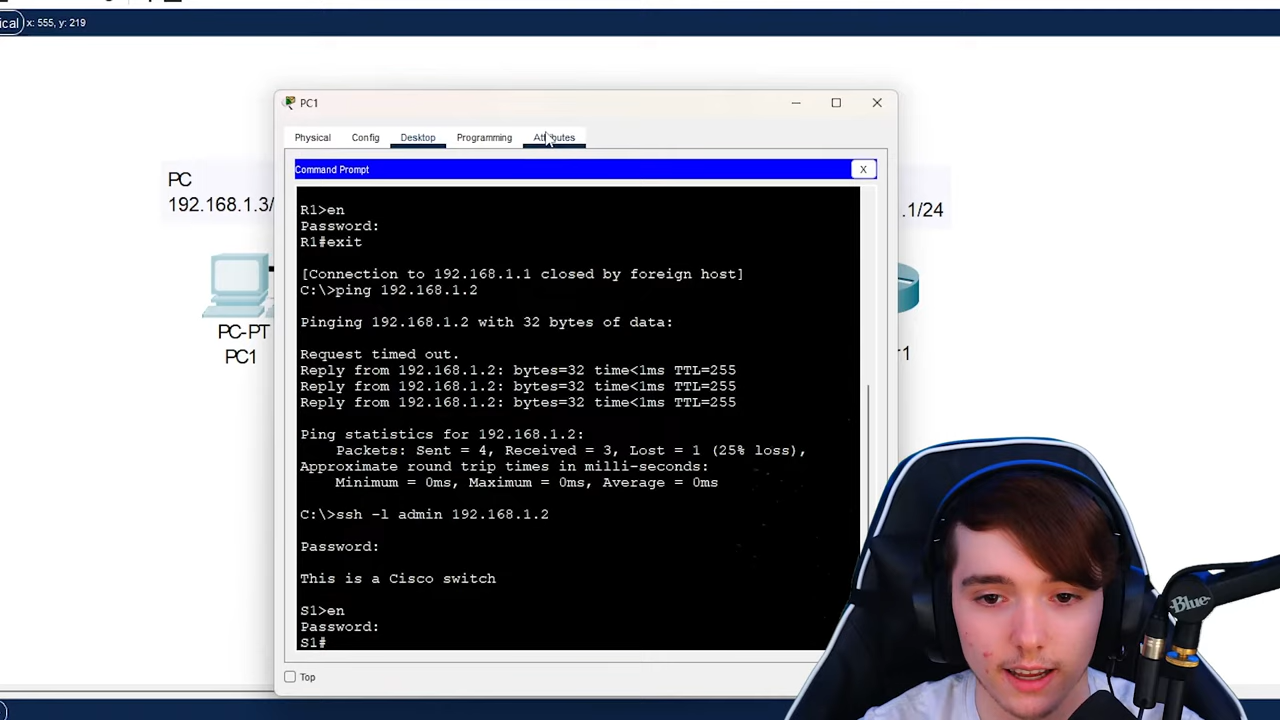 ical
x: 555, y: 219
PC1
Physical
Config
Desktop
Programming
Attributes
Command Prompt
X
R1>en
Password:
R1#exit
[Connection to 192.168.1.1 closed by foreign host]
C:\>ping 192.168.1.2
Pinging 192.168.1.2 with 32 bytes of data:
Request timed out.
Reply from 192.168.1.2: bytes=32 time<1ms TTL=255
Reply from 192.168.1.2: bytes=32 time<1ms TTL=255
Reply from 192.168.1.2: bytes=32 time<1ms TTL=255
Ping statistics for 192.168.1.2:
Packets: Sent = 4, Received = 3, Lost = 1 (25% loss),
Approximate round trip times in milli-seconds:
Minimum = 0ms, Maximum = 0ms, Average = 0ms
C:\>ssh -l admin 192.168.1.2
Password:
This is a Cisco switch
S1>en
Password:
S1#
Top
PC
192.168.1.3/
PC-PT
PC1
.1/24
r1
Blue